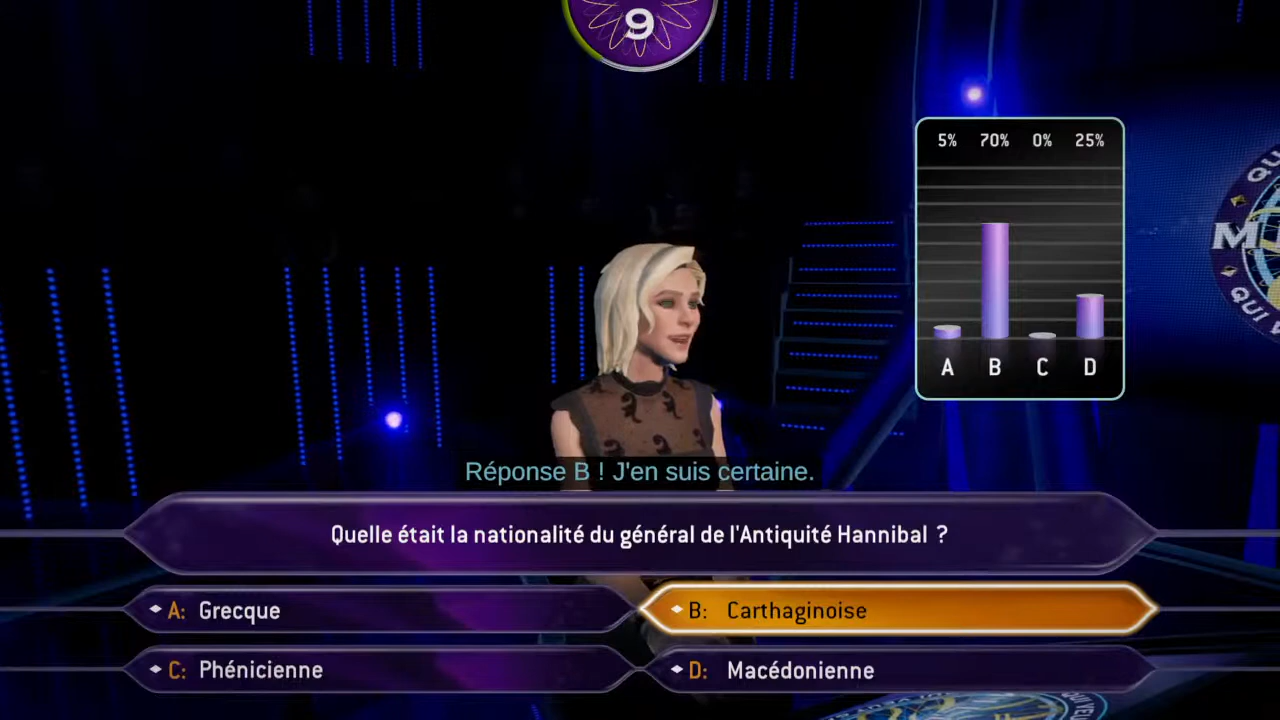 9
5% 70% 0% 25%
A B C D
QUI
Réponse B ! J'en suis certaine.
Quelle était la nationalité du général de l'Antiquité Hannibal ?
A: Grecque
B: Carthaginoise
C: Phénicienne
D: Macédonienne